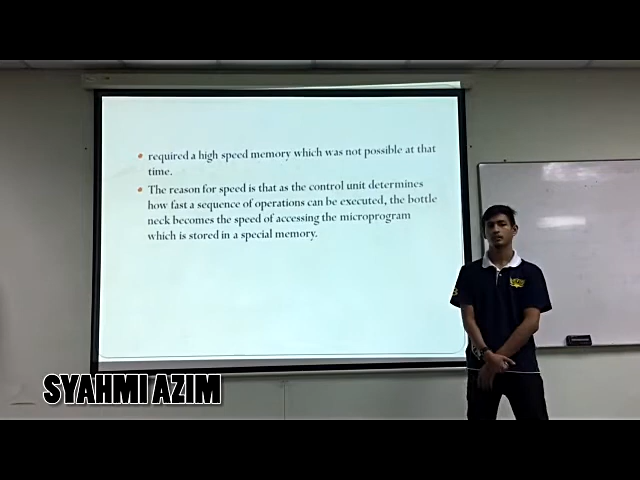 required a high speed memory which was not possible at that
time.
The reason for speed is that as the control unit determines
how fast a sequence of operations can be executed, the bottle
neck becomes the speed of accessing the microprogram
which is stored in a special memory.
SYAHMI AZIM